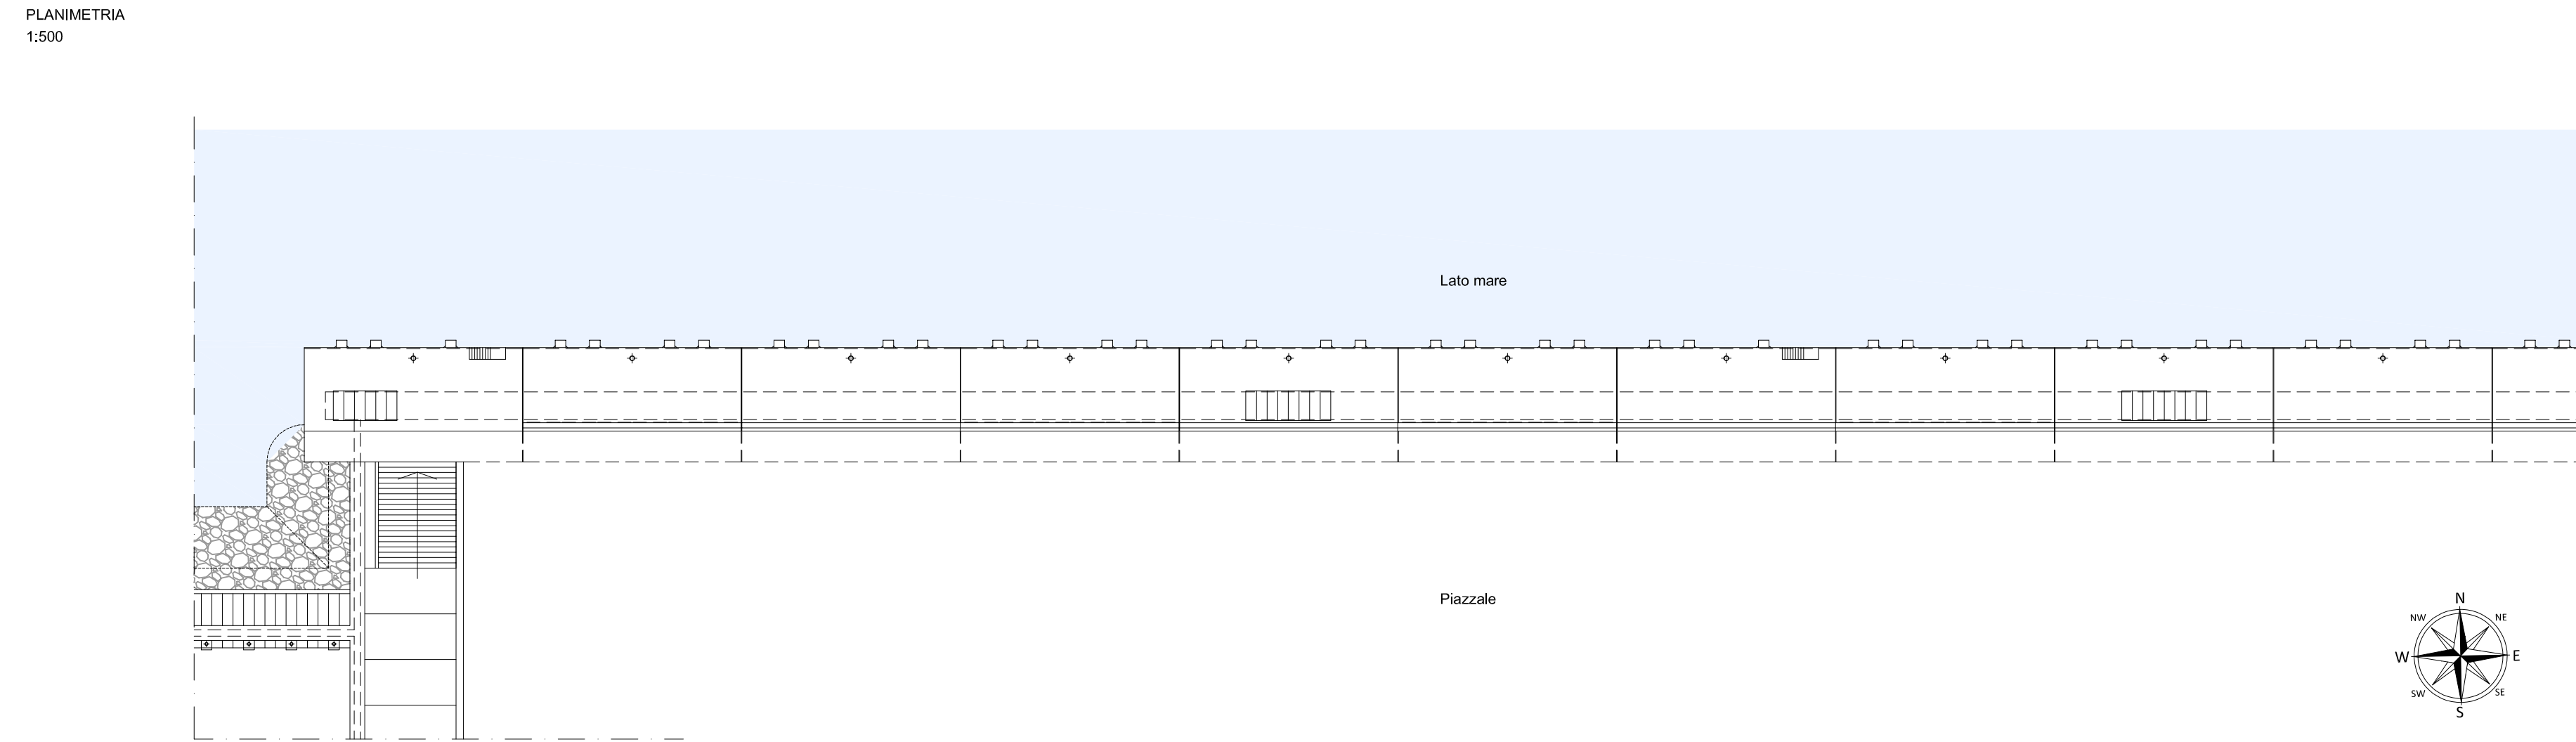 PLANIMETRIA
1:500
Lato mare
Piazzale
N
NW NE
W E
SW SE
S